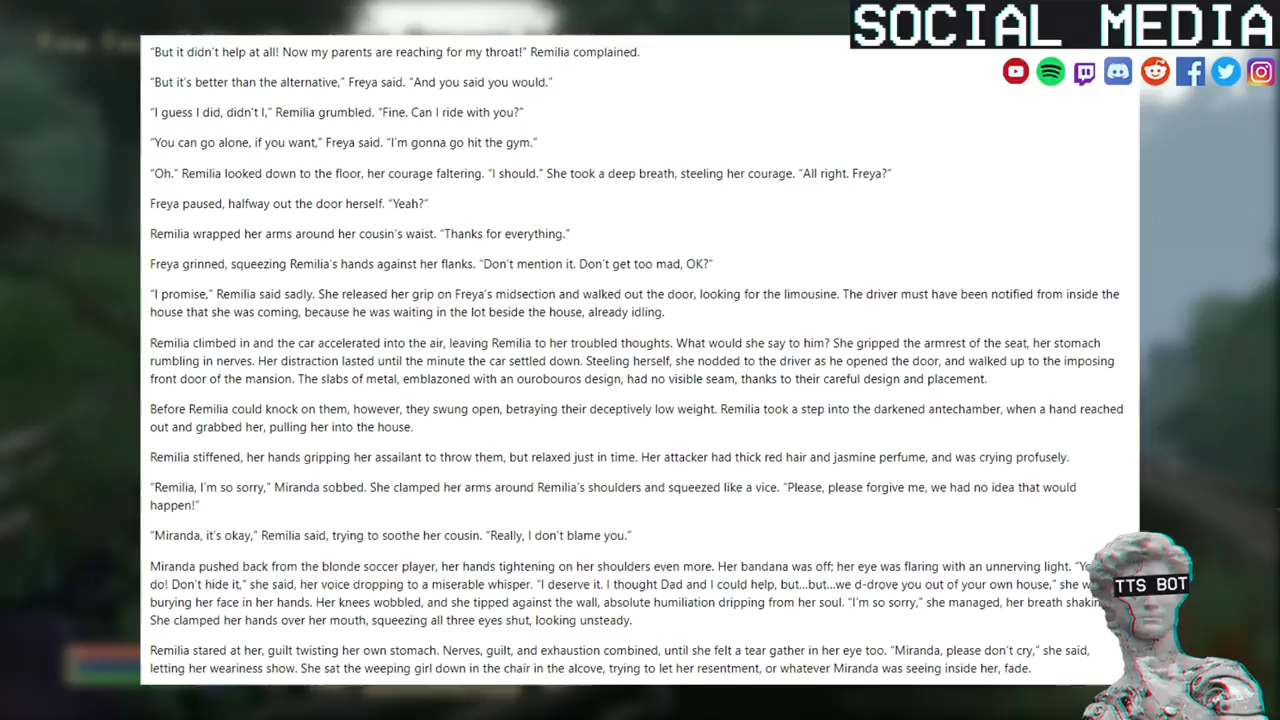 SOCIAL MEDIA
“But it didn’t help at all! Now my parents are reaching for my throat!” Remilia complained.
“But it’s better than the alternative,” Freya said. “And you said you would.”
“I guess I did, didn’t I,” Remilia grumbled. “Fine. Can I ride with you?”
“You can go alone, if you want,” Freya said. “I’m gonna go hit the gym.”
“Oh.” Remilia looked down to the floor, her courage faltering. “I should.” She took a deep breath, steeling her courage. “All right. Freya?”
Freya paused, halfway out the door herself. “Yeah?”
Remilia wrapped her arms around her cousin’s waist. “Thanks for everything.”
Freya grinned, squeezing Remilia’s hands against her flanks. “Don’t mention it. Don’t get too mad, OK?”
“I promise,” Remilia said sadly. She released her grip on Freya’s midsection and walked out the door, looking for the limousine. The driver must have been notified from inside the
house that she was coming, because he was waiting in the lot beside the house, already idling.
Remilia climbed in and the car accelerated into the air, leaving Remilia to her troubled thoughts. What would she say to him? She gripped the armrest of the seat, her stomach
rumbling in nerves. Her distraction lasted until the minute the car settled down. Steeling herself, she nodded to the driver as he opened the door, and walked up to the imposing
front door of the mansion. The slabs of metal, emblazoned with an ourobouros design, had no visible seam, thanks to their careful design and placement.
Before Remilia could knock on them, however, they swung open, betraying their deceptively low weight. Remilia took a step into the darkened antechamber, when a hand reached
out and grabbed her, pulling her into the house.
Remilia stiffened, her hands gripping her assailant to throw them, but relaxed just in time. Her attacker had thick red hair and jasmine perfume, and was crying profusely.
“Remilia, I’m so sorry,” Miranda sobbed. She clamped her arms around Remilia’s shoulders and squeezed like a vice. “Please, please forgive me, we had no idea that would
happen!”
“Miranda, it’s okay,” Remilia said, trying to soothe her cousin. “Really, I don’t blame you.”
Miranda pushed back from the blonde soccer player, her hands tightening on her shoulders even more. Her bandana was off; her eye was flaring with an unnerving light.
do! Don’t hide it,” she said, her voice dropping to a miserable whisper. “I deserve it. I thought Dad and I could help, but...but...we d-drove you out of your own house,” she
burying her face in her hands. Her knees wobbled, and she tipped against the wall, absolute humiliation dripping from her soul. “I’m so sorry,” she managed, her breath
She clamped her hands over her mouth, squeezing all three eyes shut, looking unsteady.
Remilia stared at her, guilt twisting her own stomach. Nerves, guilt, and exhaustion combined, until she felt a tear gather in her eye too. “Miranda, please don’t cry,” she said,
letting her weariness show. She sat the weeping girl down in the chair in the alcove, trying to let her resentment, or whatever Miranda was seeing inside her, fade.
TTS BOT